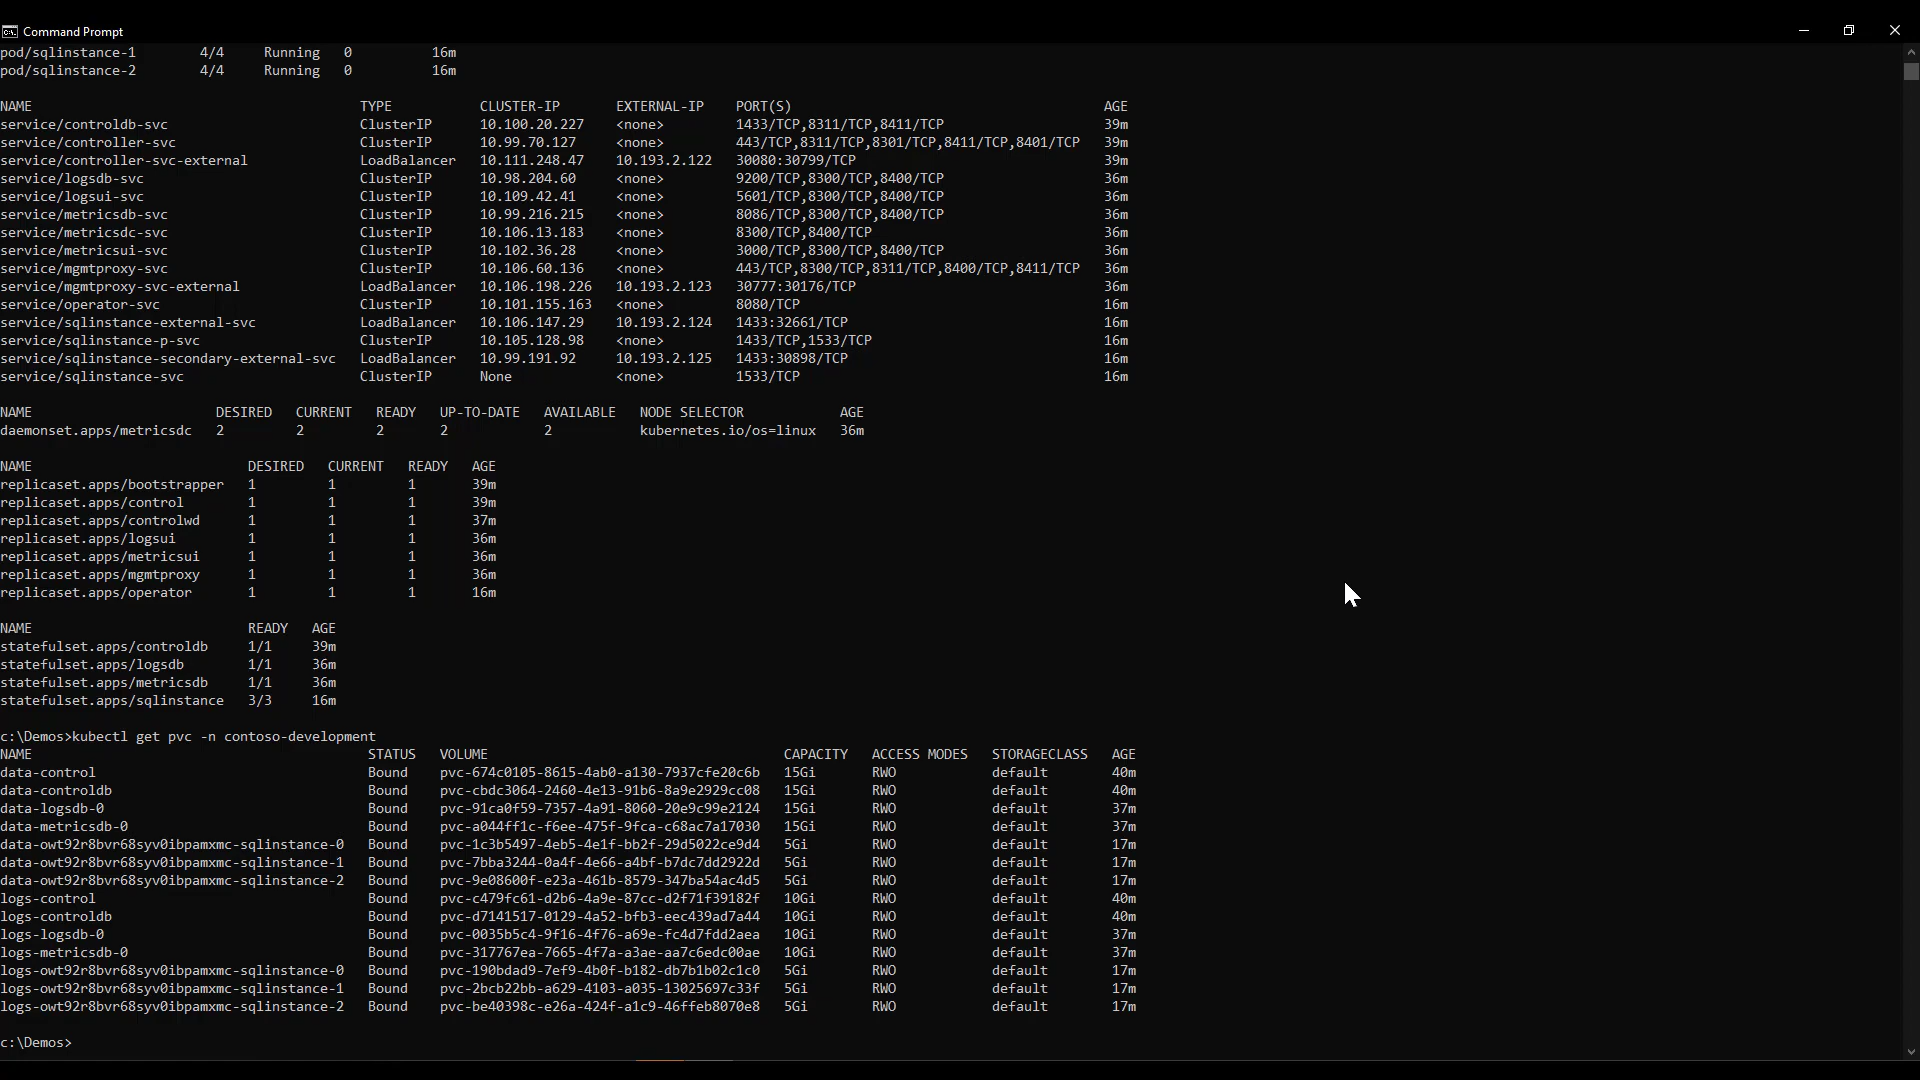 Command Prompt
pod/sqlinstance-1 4/4 Running 0 16m
pod/sqlinstance-2 4/4 Running 0 16m
NAME TYPE CLUSTER-IP EXTERNAL-IP PORT(S) AGE
service/controldb-svc ClusterIP 10.100.20.227 <none> 1433/TCP,8311/TCP,8411/TCP 39m
service/controller-svc ClusterIP 10.99.70.127 <none> 443/TCP,8311/TCP,8301/TCP,8411/TCP,8401/TCP 39m
service/controller-svc-external LoadBalancer 10.111.248.47 10.193.2.122 30080:30799/TCP 39m
service/logsdb-svc ClusterIP 10.98.204.60 <none> 9200/TCP,8300/TCP,8400/TCP 36m
service/logsui-svc ClusterIP 10.109.42.41 <none> 5601/TCP,8300/TCP,8400/TCP 36m
service/metricsdb-svc ClusterIP 10.99.216.215 <none> 8086/TCP,8300/TCP,8400/TCP 36m
service/metricsdc-svc ClusterIP 10.106.13.183 <none> 8300/TCP,8400/TCP 36m
service/metricsui-svc ClusterIP 10.102.36.28 <none> 3000/TCP,8300/TCP,8400/TCP 36m
service/mgmtproxy-svc ClusterIP 10.106.60.136 <none> 443/TCP,8300/TCP,8311/TCP,8400/TCP,8411/TCP 36m
service/mgmtproxy-svc-external LoadBalancer 10.106.198.226 10.193.2.123 30777:30176/TCP 36m
service/operator-svc ClusterIP 10.101.155.163 <none> 8080/TCP 16m
service/sqlinstance-external-svc LoadBalancer 10.106.147.29 10.193.2.124 1433:32661/TCP 16m
service/sqlinstance-p-svc ClusterIP 10.105.128.98 <none> 1433/TCP,1533/TCP 16m
service/sqlinstance-secondary-external-svc LoadBalancer 10.99.191.92 10.193.2.125 1433:30898/TCP 16m
service/sqlinstance-svc ClusterIP None <none> 1533/TCP 16m
NAME DESIRED CURRENT READY UP-TO-DATE AVAILABLE NODE SELECTOR AGE
daemonset.apps/metricsdc 2 2 2 2 2 kubernetes.io/os=linux 36m
NAME DESIRED CURRENT READY AGE
replicaset.apps/bootstrapper 1 1 1 39m
replicaset.apps/control 1 1 1 39m
replicaset.apps/controlwd 1 1 1 37m
replicaset.apps/logsui 1 1 1 36m
replicaset.apps/metricsui 1 1 1 36m
replicaset.apps/mgmtproxy 1 1 1 36m
replicaset.apps/operator 1 1 1 16m
NAME READY AGE
statefulset.apps/controldb 1/1 39m
statefulset.apps/logsdb 1/1 36m
statefulset.apps/metricsdb 1/1 36m
statefulset.apps/sqlinstance 3/3 16m
c:\Demos>kubectl get pvc -n contoso-development
NAME STATUS VOLUME CAPACITY ACCESS MODES STORAGECLASS AGE
data-control Bound pvc-674c0105-8615-4ab0-a130-7937cfe20c6b 15Gi RWO default 40m
data-controldb Bound pvc-cbdc3064-2460-4e13-91b6-8a9e2929cc08 15Gi RWO default 40m
data-logsdb-0 Bound pvc-91ca0f59-7357-4a91-8060-20e9c99e2124 15Gi RWO default 37m
data-metricsdb-0 Bound pvc-a044ff1c-f6ee-475f-9fca-c68ac7a17030 15Gi RWO default 37m
data-owt92r8bvr68syv0ibpamxmc-sqlinstance-0 Bound pvc-1c3b5497-4eb5-4e1f-bb2f-29d5022ce9d4 5Gi RWO default 17m
data-owt92r8bvr68syv0ibpamxmc-sqlinstance-1 Bound pvc-7bba3244-0a4f-4e66-a4bf-b7dc7dd2922d 5Gi RWO default 17m
data-owt92r8bvr68syv0ibpamxmc-sqlinstance-2 Bound pvc-9e08600f-e23a-461b-8579-347ba54ac4d5 5Gi RWO default 17m
logs-control Bound pvc-c479fc61-d2b6-4a9e-87cc-d2f71f39182f 10Gi RWO default 40m
logs-controldb Bound pvc-d7141517-0129-4a52-bfb3-eec439ad7a44 10Gi RWO default 40m
logs-logsdb-0 Bound pvc-0035b5c4-9f16-4f76-a69e-fc4d7fdd2aea 10Gi RWO default 37m
logs-metricsdb-0 Bound pvc-317767ea-7665-4f7a-a3ae-aa7c6edc00ae 10Gi RWO default 37m
logs-owt92r8bvr68syv0ibpamxmc-sqlinstance-0 Bound pvc-190bdad9-7ef9-4b0f-b182-db7b1b02c1c0 5Gi RWO default 17m
logs-owt92r8bvr68syv0ibpamxmc-sqlinstance-1 Bound pvc-2bcb22bb-a629-4103-a035-13025697c33f 5Gi RWO default 17m
logs-owt92r8bvr68syv0ibpamxmc-sqlinstance-2 Bound pvc-be40398c-e26a-424f-a1c9-46ffeb8070e8 5Gi RWO default 17m
c:\Demos>